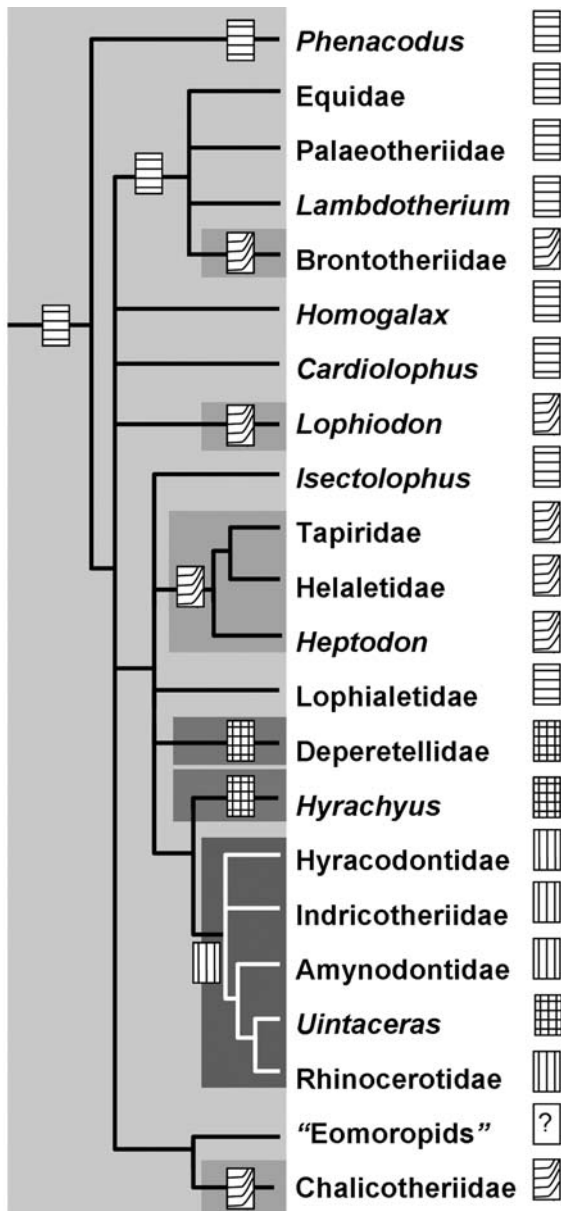 Phenacodus
Equidae
Palaeotheriidae
Lambdotherium
Brontotheriidae
Homogalax
Cardiolophus
Lophiodon
Isectolophus
Tapiridae
Helaletidae
Heptodon
Lophialetidae
Deperetellidae
Hyrachyus
Hyracodontidae
Indricotheriidae
Amynodontidae
Uintaceras
Rhinocerotidae
“Eomoropids” ?
Chalicotheriidae